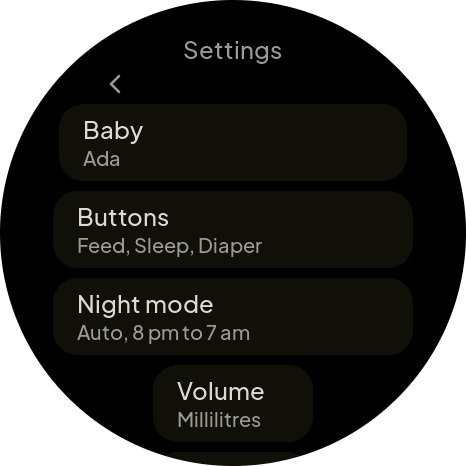 Settings
Baby
Ada
Buttons
Feed, Sleep, Diaper
Night mode
Auto, 8 pm to 7 am
Volume
Millilitres